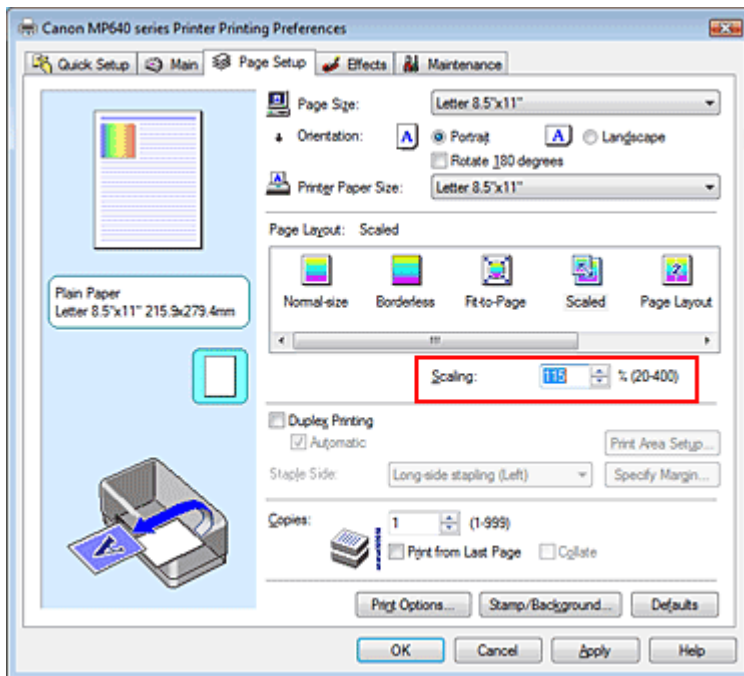 Canon MP640 series Printer Printing Preferences
Quick Setup Main Page Setup Effects Maintenance
Page Size: Letter 8.5"x11"
Orientation: A Portrait A Landscape
Rotate 180 degrees
Printer Paper Size: Letter 8.5"x11"
Page Layout: Scaled
Normal-size Borderless Fit-to-Page Scaled Page Layout
Plain Paper
Letter 8.5"x11" 215.9x279.4mm
Scaling: 115 % (20-400)
Duplex Printing
Automatic Print Area Setup...
Staple Side: Long-side stapling (Left) Specify Margin...
Copies: 1 (1-999)
Print from Last Page Collate
Print Options... Stamp/Background... Defaults
OK Cancel Apply Help